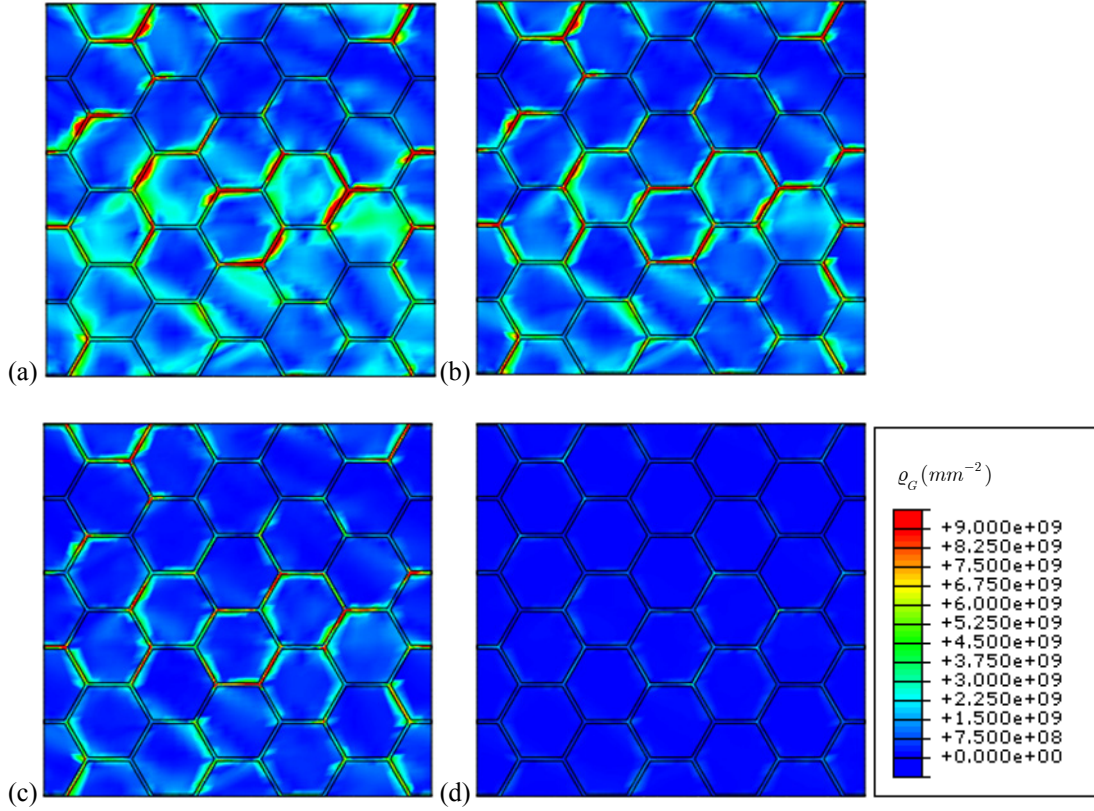 (a)
(b)
(c)
(d)
ϱ_G (mm⁻²)
+9.000e+09
+8.250e+09
+7.500e+09
+6.750e+09
+6.000e+09
+5.250e+09
+4.500e+09
+3.750e+09
+3.000e+09
+2.250e+09
+1.500e+09
+7.500e+08
+0.000e+00